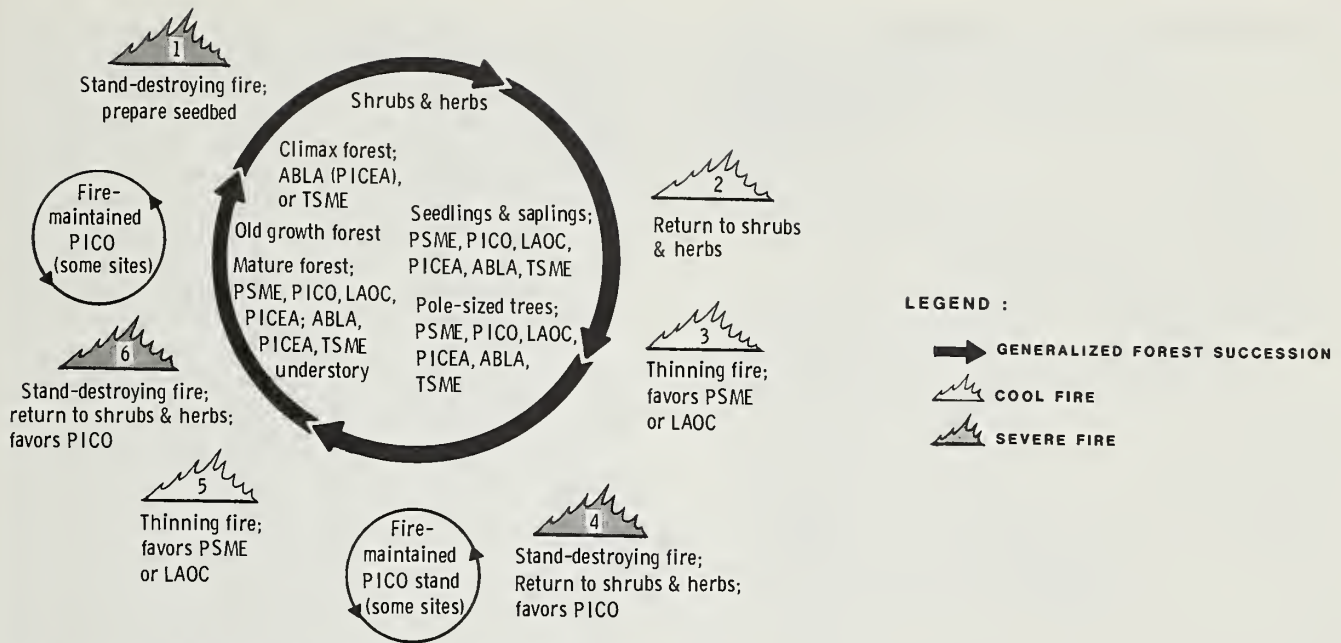 1
Stand-destroying fire;
prepare seedbed
Shrubs & herbs
Climax forest;
ABLA (PICEA),
or TSME
Old growth forest
Mature forest;
PSME, PICO, LAOC,
PICEA; ABLA,
PICEA, TSME
understory
Seedlings & saplings;
PSME, PICO, LAOC,
PICEA, ABLA, TSME
Pole-sized trees;
PSME, PICO, LAOC,
PICEA, ABLA,
TSME
2
Return to shrubs
& herbs
3
Thinning fire;
favors PSME
or LAOC
4
Stand-destroying fire;
Return to shrubs & herbs;
favors PICO
Fire-
maintained
PICO stand
(some sites)
5
Thinning fire;
favors PSME
or LAOC
6
Stand-destroying fire;
return to shrubs & herbs;
favors PICO
Fire-
maintained
PICO
(some sites)
LEGEND :
GENERALIZED FOREST SUCCESSION
COOL FIRE
SEVERE FIRE